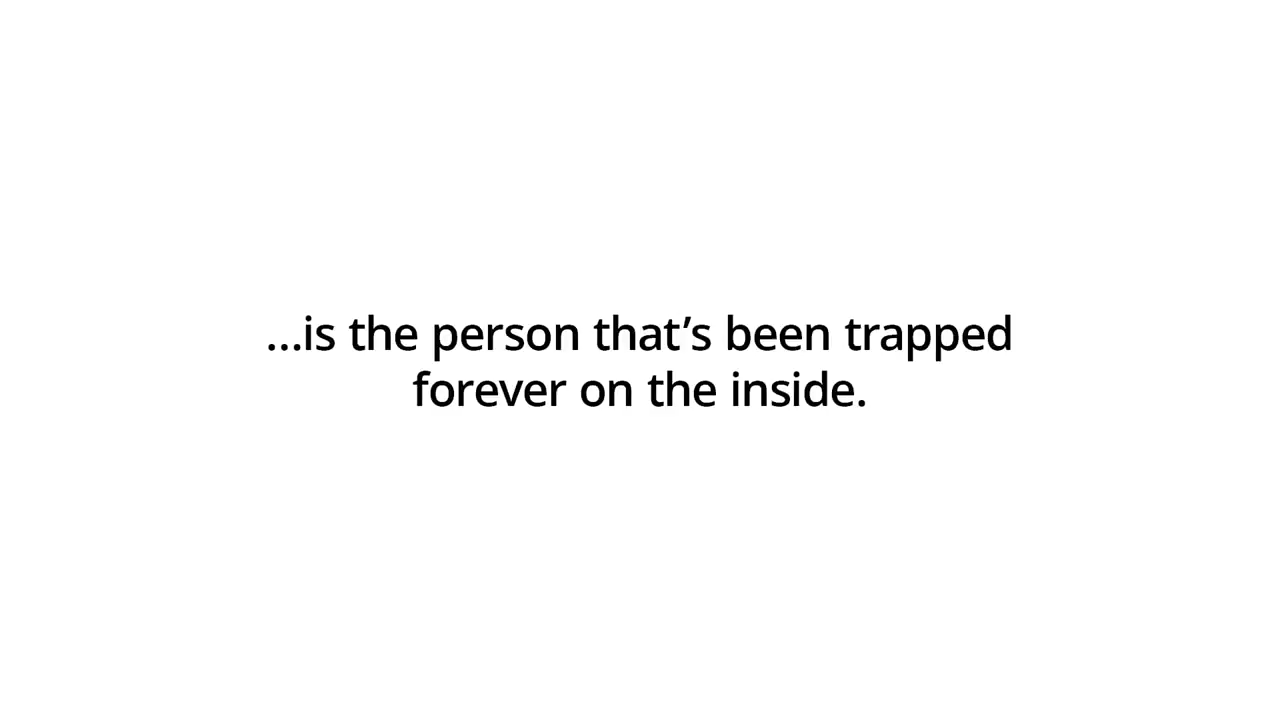 ...is the person that’s been trapped
forever on the inside.